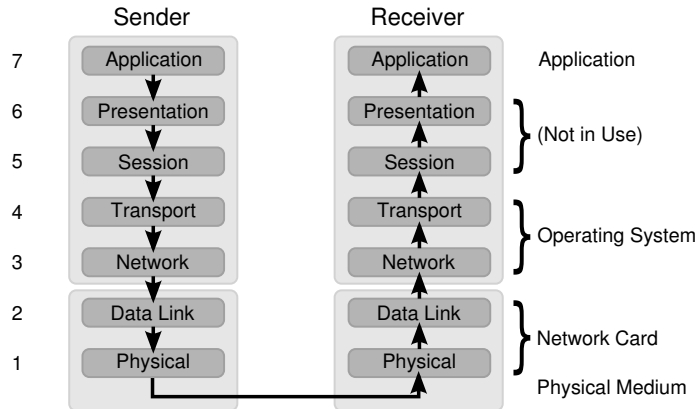 Sender Receiver
7 Application Application Application
6 Presentation Presentation
(Not in Use)
5 Session Session
4 Transport Transport
Operating System
3 Network Network
2 Data Link Data Link
Network Card
1 Physical Physical
Physical Medium